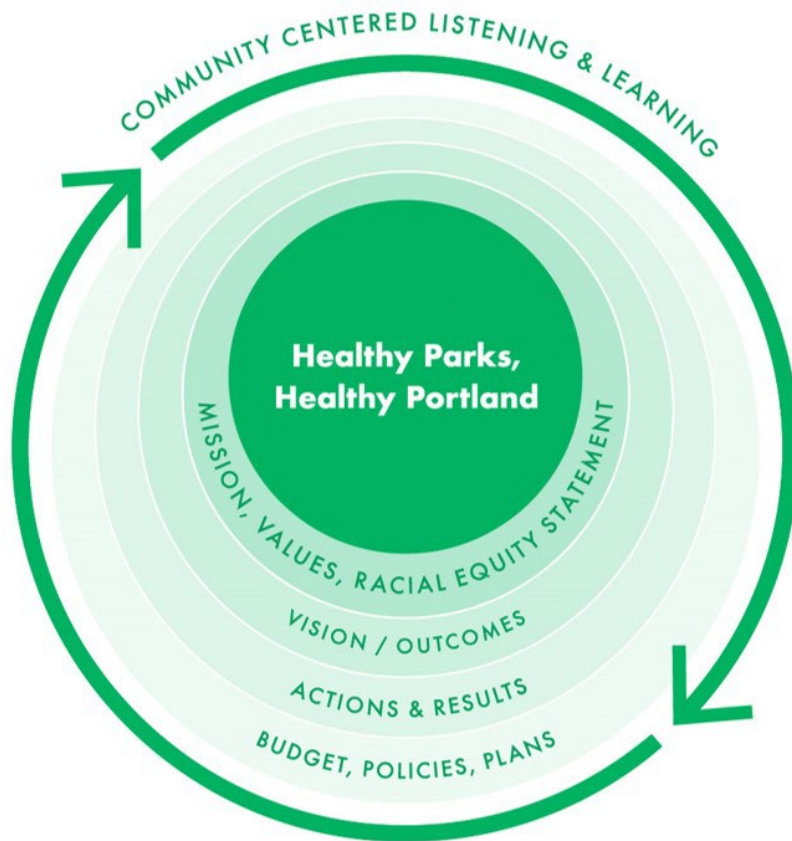 COMMUNITY CENTERED LISTENING & LEARNING
Healthy Parks,
Healthy Portland
MISSION, VALUES, RACIAL EQUITY STATEMENT
VISION / OUTCOMES
ACTIONS & RESULTS
BUDGET, POLICIES, PLANS